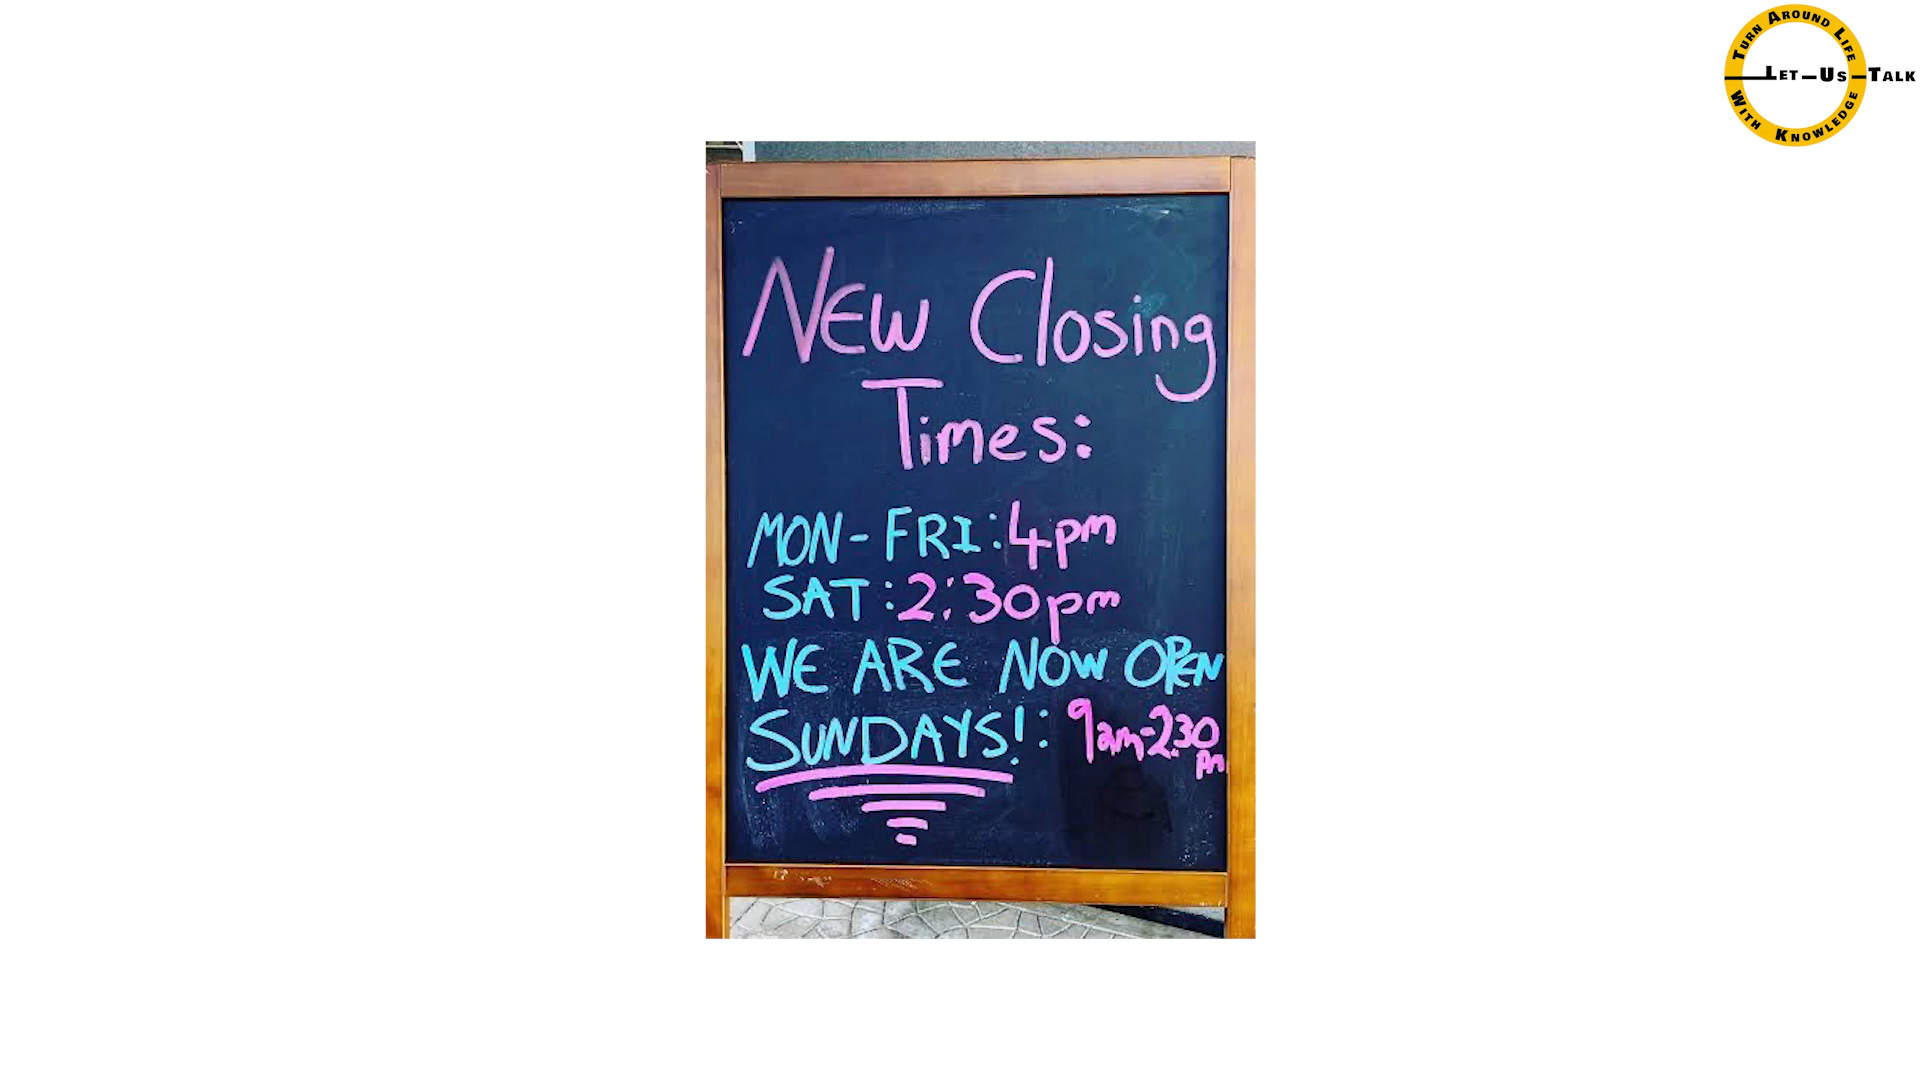 TURN AROUND LIFE
LET–US–TALK
WITH KNOWLEDGE
NEW Closing
Times:
MON-FRI:4pm
SAT:2:30pm
WE ARE NOW OPEN
SUNDAYS!: 9am-2:30
pm